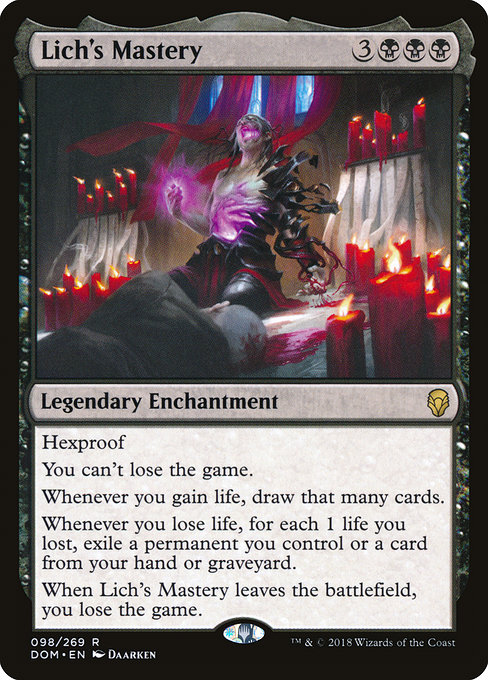 Lich's Mastery 3
Legendary Enchantment
Hexproof
You can't lose the game.
Whenever you gain life, draw that many cards.
Whenever you lose life, for each 1 life you
lost, exile a permanent you control or a card
from your hand or graveyard.
When Lich's Mastery leaves the battlefield,
you lose the game.
098/269 R
DOM • EN DAARKEN
™ & © 2018 Wizards of the Coast